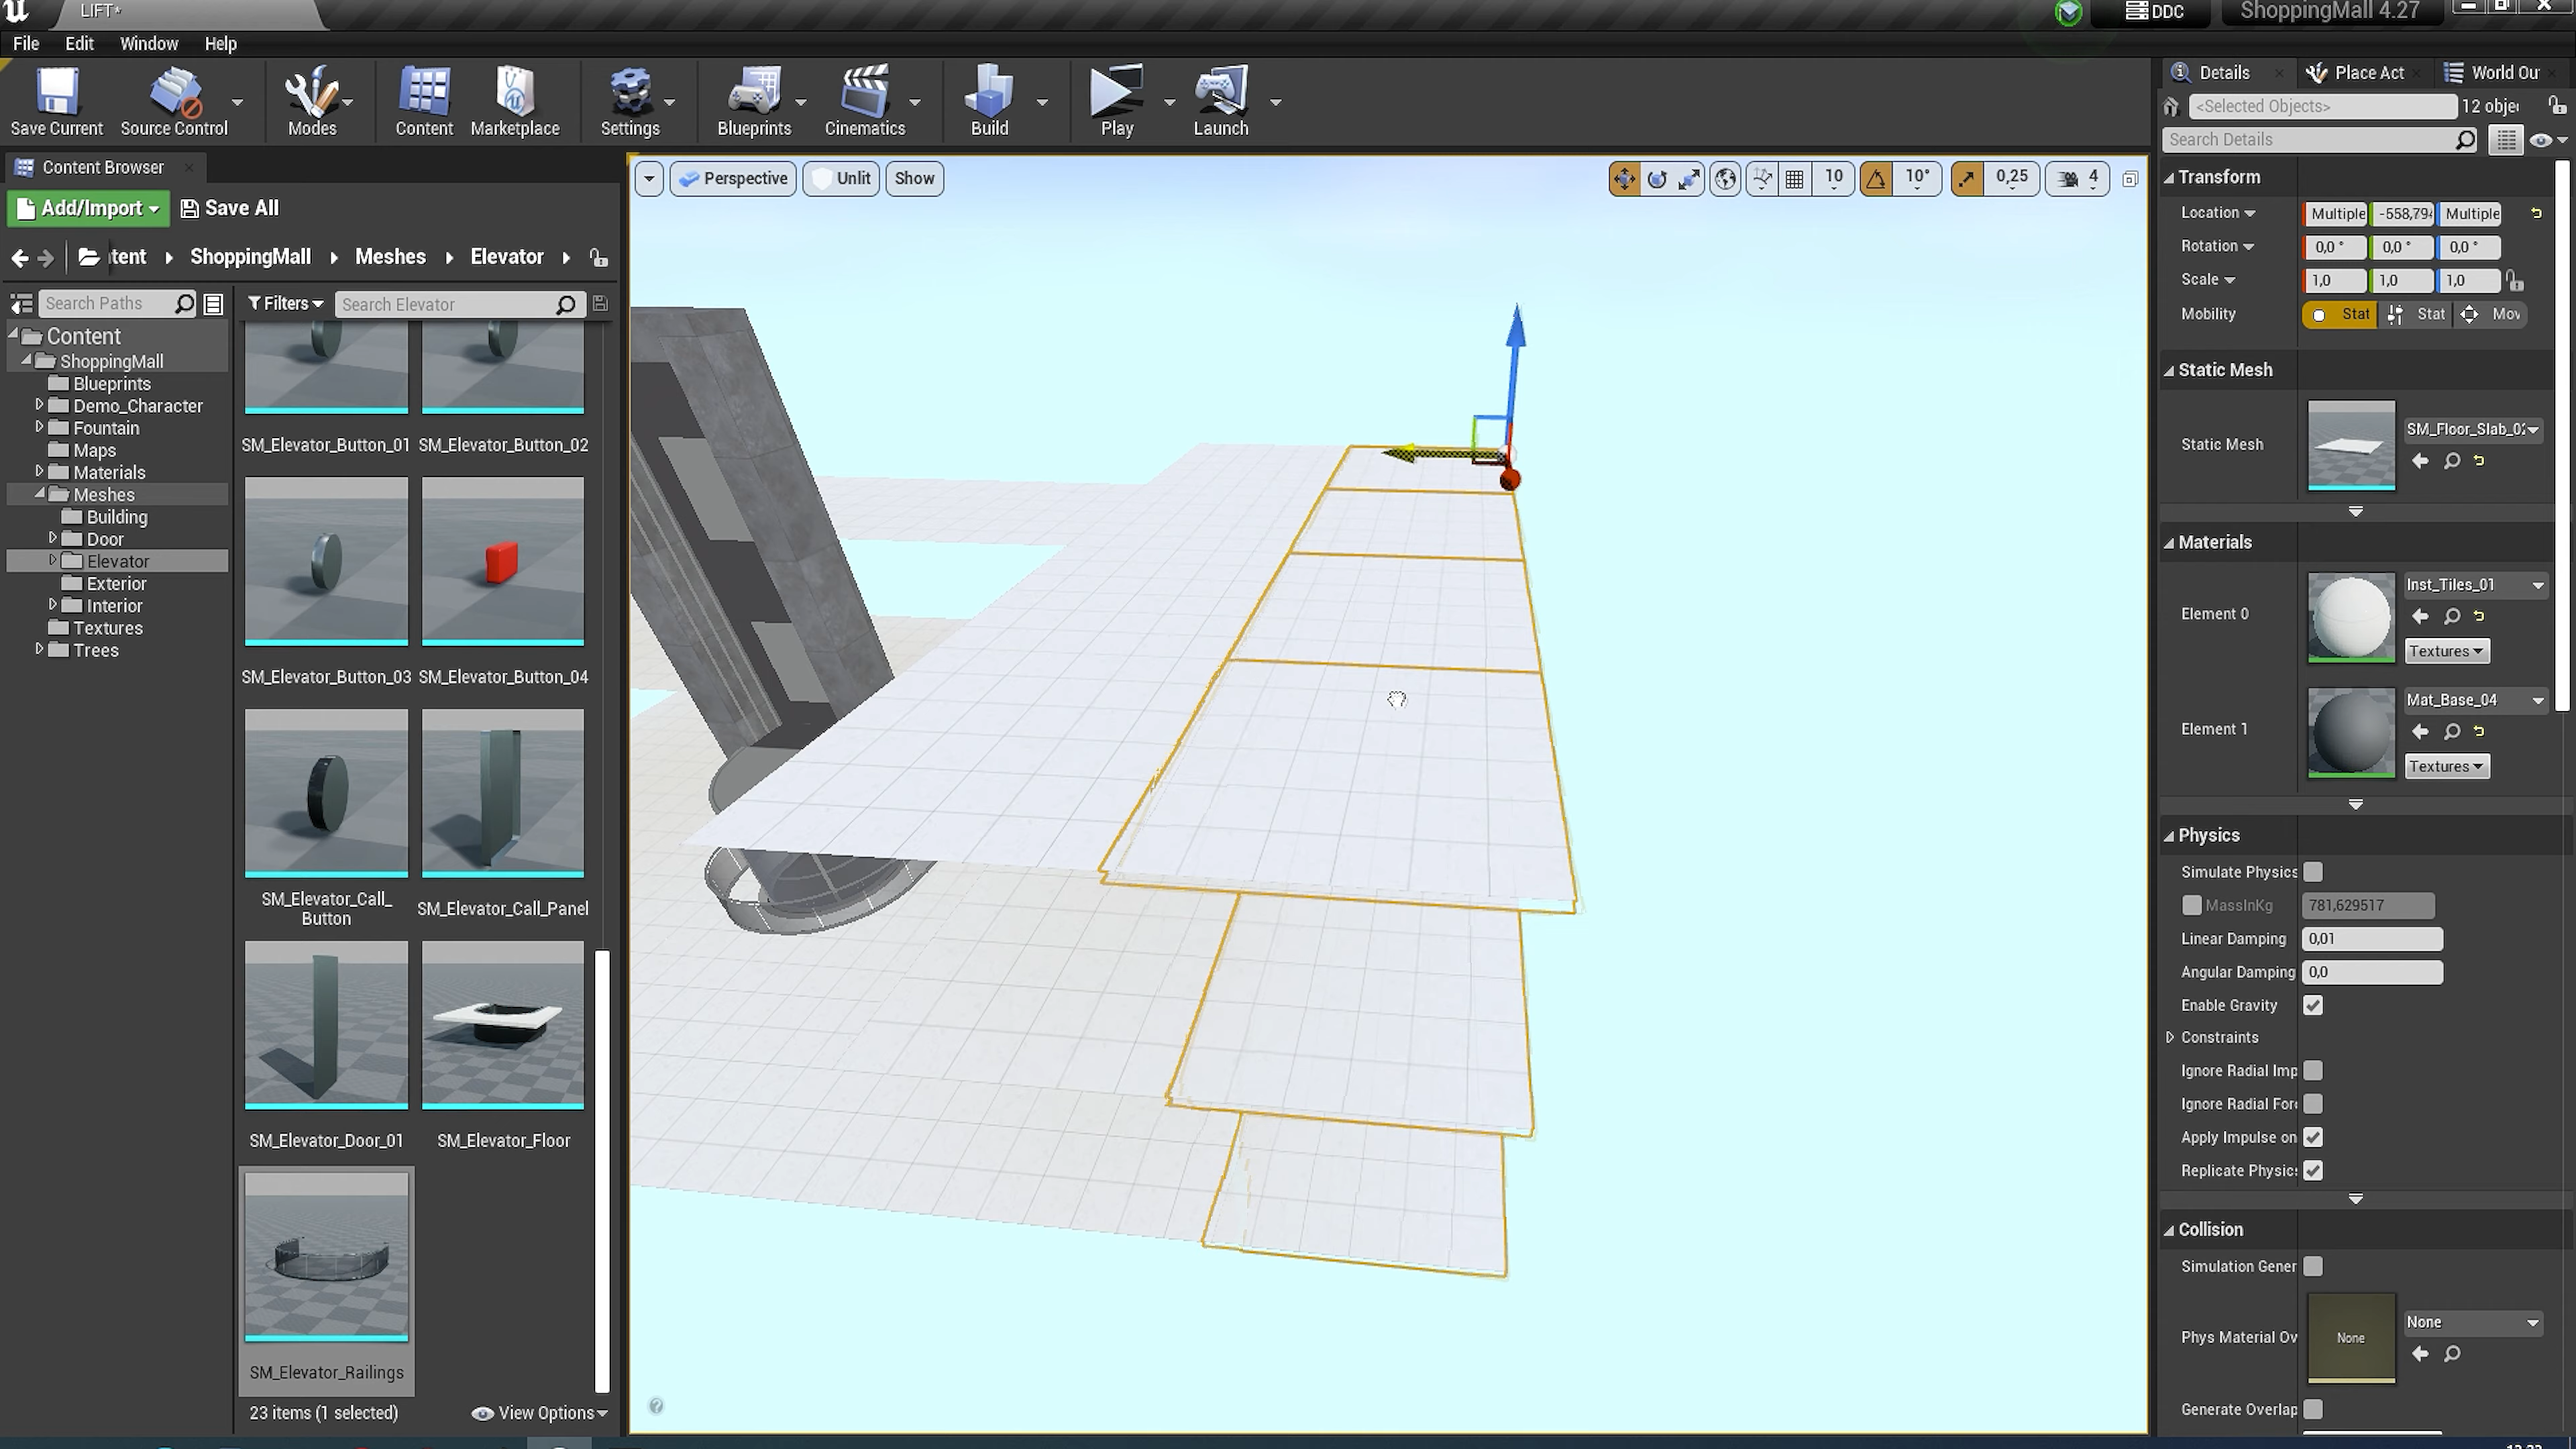 LIFT*
DDC
ShoppingMall 4.27
File Edit Window Help
Save Current
Source Control
Modes
Content
Marketplace
Settings
Blueprints
Cinematics
Build
Play
Launch
Content Browser
Add/Import
Save All
tent ShoppingMall Meshes Elevator
Search Paths
Filters
Search Elevator
Content
ShoppingMall
Blueprints
Demo_Character
Fountain
Maps
Materials
Meshes
Building
Door
Elevator
Exterior
Interior
Textures
Trees
SM_Elevator_Button_01
SM_Elevator_Button_02
SM_Elevator_Button_03
SM_Elevator_Button_04
SM_Elevator_Call_
Button
SM_Elevator_Call_Panel
SM_Elevator_Door_01
SM_Elevator_Floor
SM_Elevator_Railings
23 items (1 selected)
View Options
Perspective
Unlit
Show
10
10°
0,25
4
Details
Place Act
World Ou
<Selected Objects>
12 obje
Search Details
Transform
Location Multiple -558,794 Multiple
Rotation 0,0 ° 0,0 ° 0,0 °
Scale 1,0 1,0 1,0
Mobility Stat Stat Mov
Static Mesh
Static Mesh
SM_Floor_Slab_02
Materials
Element 0
Inst_Tiles_01
Textures
Element 1
Mat_Base_04
Textures
Physics
Simulate Physics
MassInKg 781,629517
Linear Damping 0,01
Angular Damping 0,0
Enable Gravity
Constraints
Ignore Radial Imp
Ignore Radial Ford
Apply Impulse on
Replicate Physics
Collision
Simulation Gener
Phys Material Ov
None
None
Generate Overlap